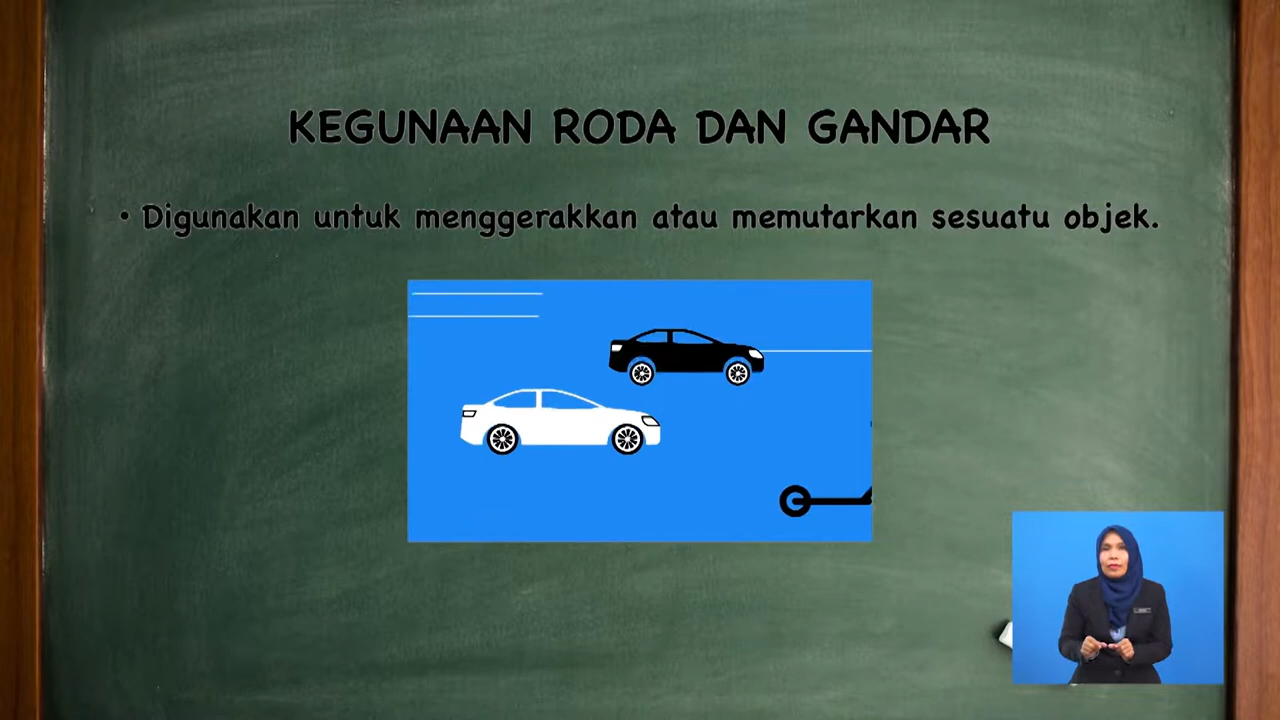 KEGUNAAN RODA DAN GANDAR
• Digunakan untuk menggerakkan atau memutarkan sesuatu objek.